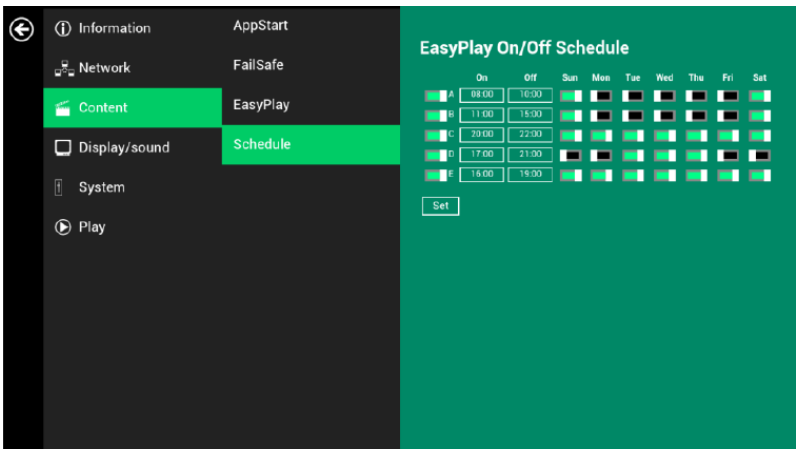 Information
Network
Content
Display/sound
System
Play
AppStart
FailSafe
EasyPlay
Schedule
EasyPlay On/Off Schedule
On Off Sun Mon Tue Wed Thu Fri Sat
A 08:00 10:00
B 11:00 15:00
C 20:00 22:00
D 17:00 21:00
E 16:00 19:00
Set